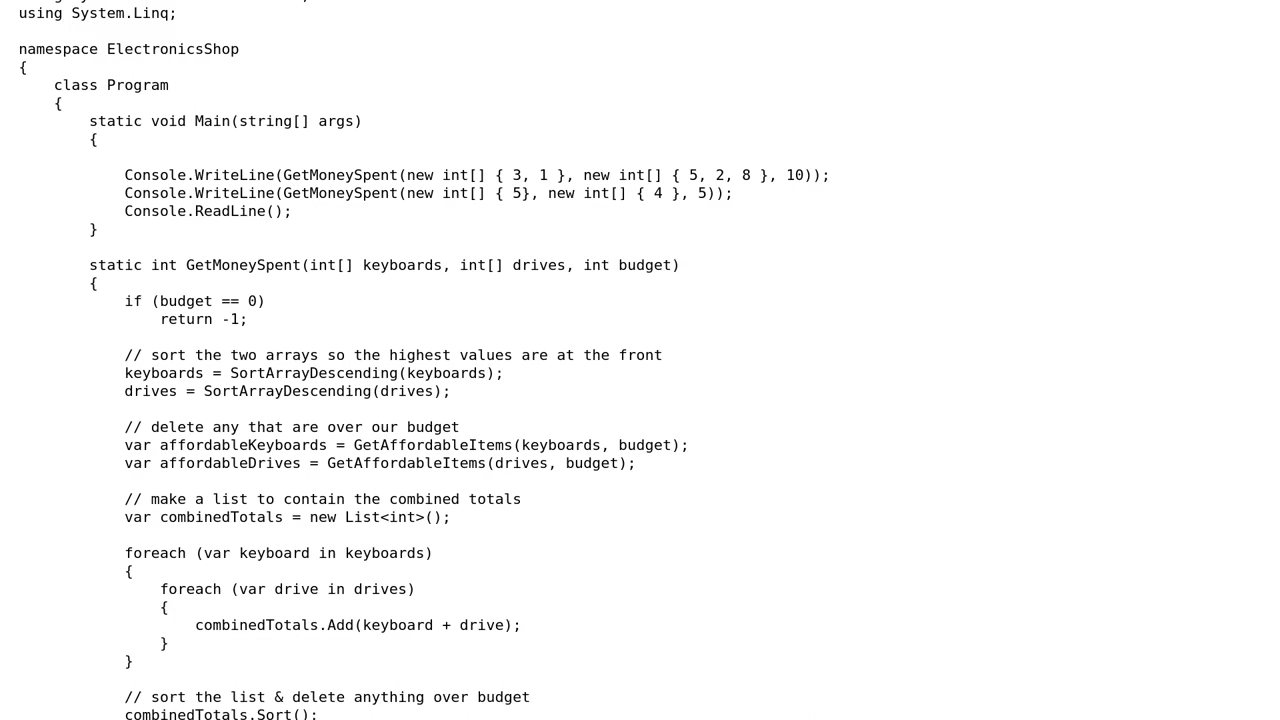 using System.Linq;

namespace ElectronicsShop
{
    class Program
    {
        static void Main(string[] args)
        {

            Console.WriteLine(GetMoneySpent(new int[] { 3, 1 }, new int[] { 5, 2, 8 }, 10));
            Console.WriteLine(GetMoneySpent(new int[] { 5}, new int[] { 4 }, 5));
            Console.ReadLine();
        }

        static int GetMoneySpent(int[] keyboards, int[] drives, int budget)
        {
            if (budget == 0)
                return -1;

            // sort the two arrays so the highest values are at the front
            keyboards = SortArrayDescending(keyboards);
            drives = SortArrayDescending(drives);

            // delete any that are over our budget
            var affordableKeyboards = GetAffordableItems(keyboards, budget);
            var affordableDrives = GetAffordableItems(drives, budget);

            // make a list to contain the combined totals
            var combinedTotals = new List<int>();

            foreach (var keyboard in keyboards)
            {
                foreach (var drive in drives)
                {
                    combinedTotals.Add(keyboard + drive);
                }
            }

            // sort the list & delete anything over budget
            combinedTotals.Sort();